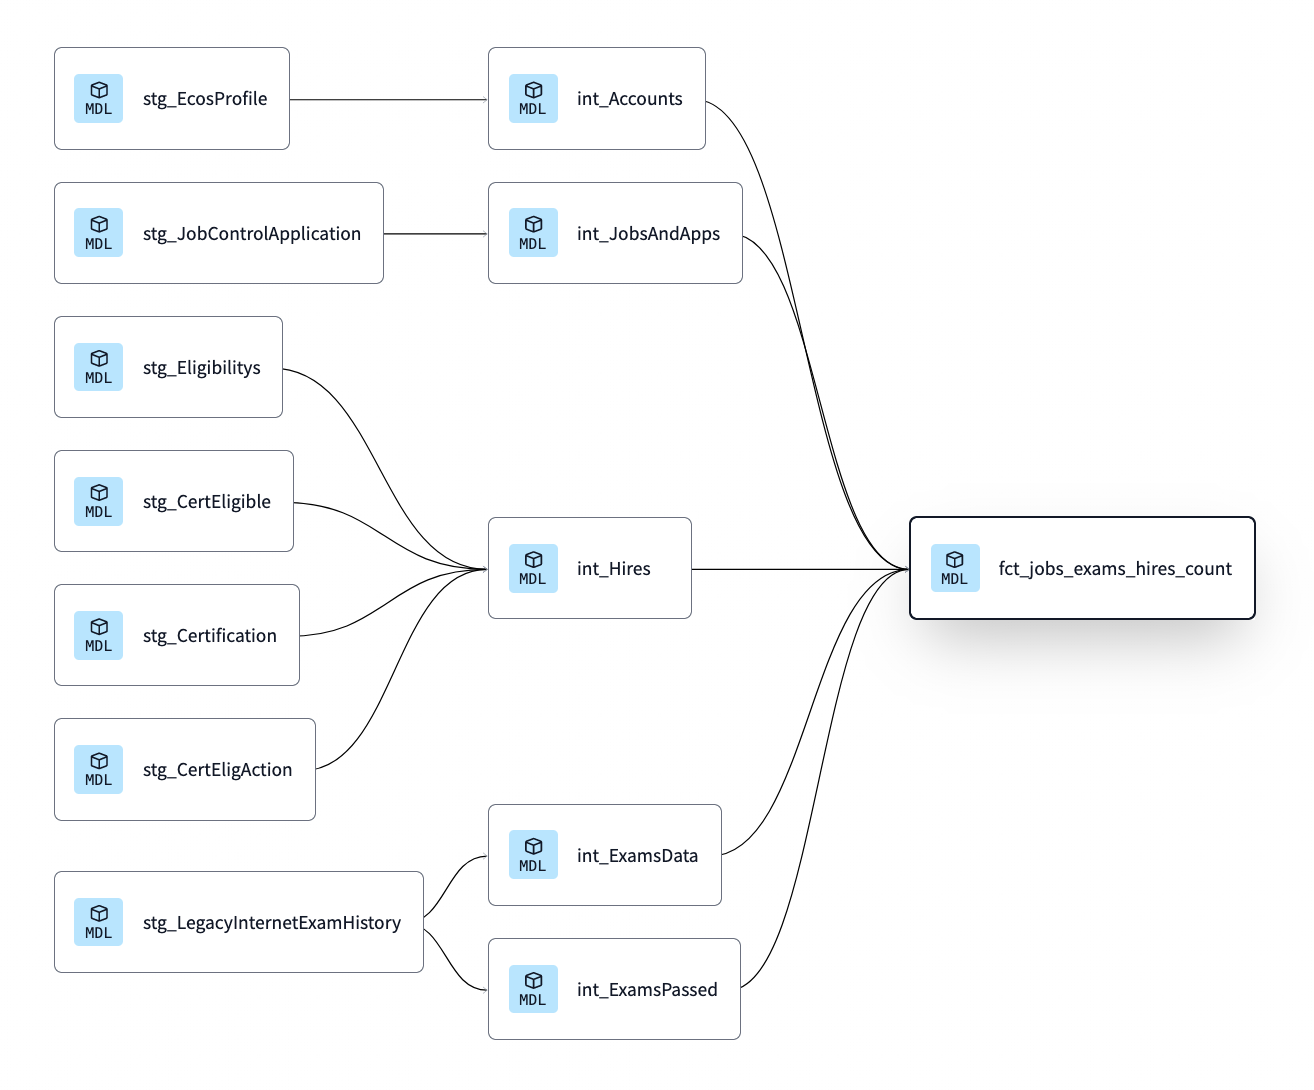 MDL stg_EcosProfile
MDL int_Accounts
MDL stg_JobControlApplication
MDL int_JobsAndApps
MDL stg_Eligibilitys
MDL stg_CertEligible
MDL int_Hires
MDL fct_jobs_exams_hires_count
MDL stg_Certification
MDL stg_CertEligAction
MDL int_ExamsData
MDL stg_LegacyInternetExamHistory
MDL int_ExamsPassed